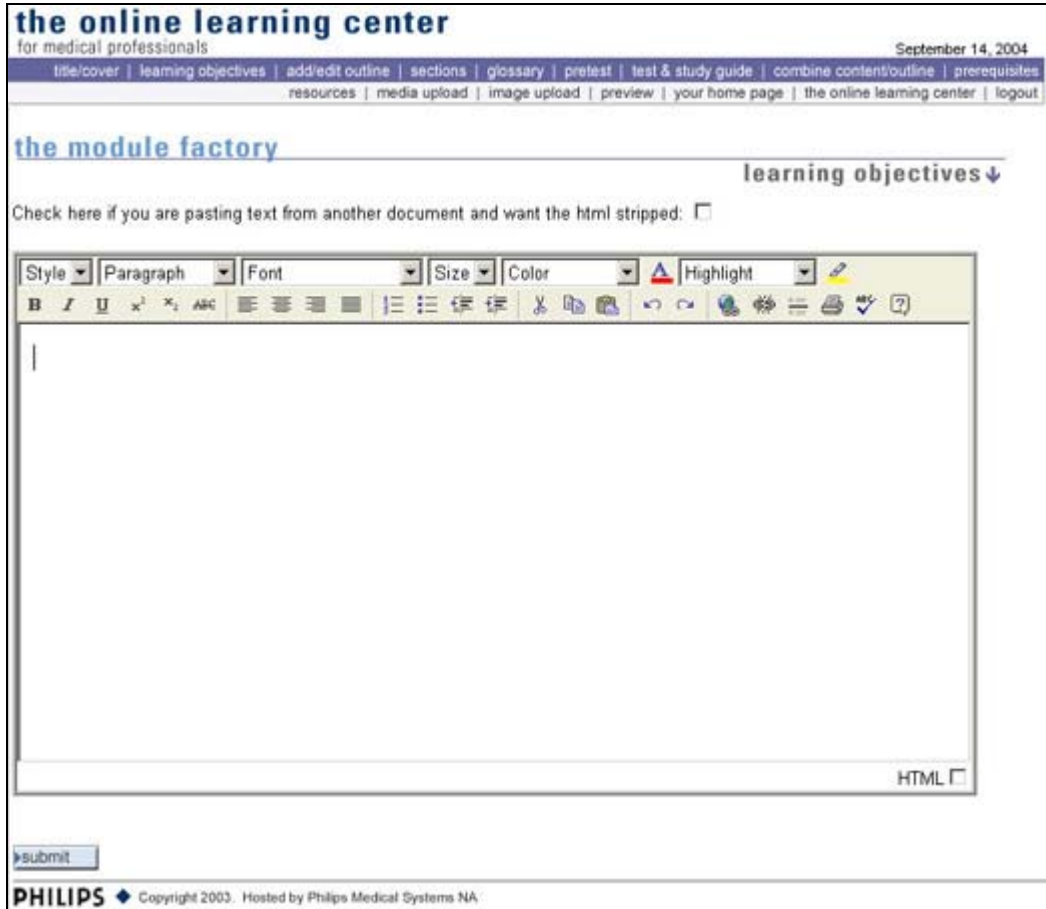 the online learning center
for medical professionals
September 14, 2004
title/cover | learning objectives | add/edit outline | sections | glossary | pretest | test & study guide | combine content/outline | prerequisites
resources | media upload | image upload | preview | your home page | the online learning center | logout
the module factory
learning objectives
Check here if you are pasting text from another document and want the html stripped:
Style Paragraph Font Size Color A Highlight
B I U x² x₂ ABC ABC ?
HTML
submit
PHILIPS Copyright 2003. Hosted by Philips Medical Systems NA